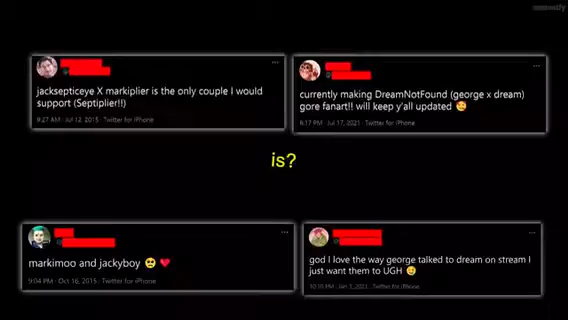 jacksepticeye X markiplier is the only couple I would
support (Septiplier!!)
8:27 AM · Jul 12, 2015 · Twitter for iPhone
currently making DreamNotFound (george x dream)
gore fanart!! will keep y'all updated 🥰
6:17 PM · Jul 17, 2021 · Twitter for iPhone
is?
markimoo and jackyboy 🥺 ❤️
9:04 PM · Oct 16, 2015 · Twitter for iPhone
god I love the way george talked to dream on stream I
just want them to UGH
Twitter for iPhone